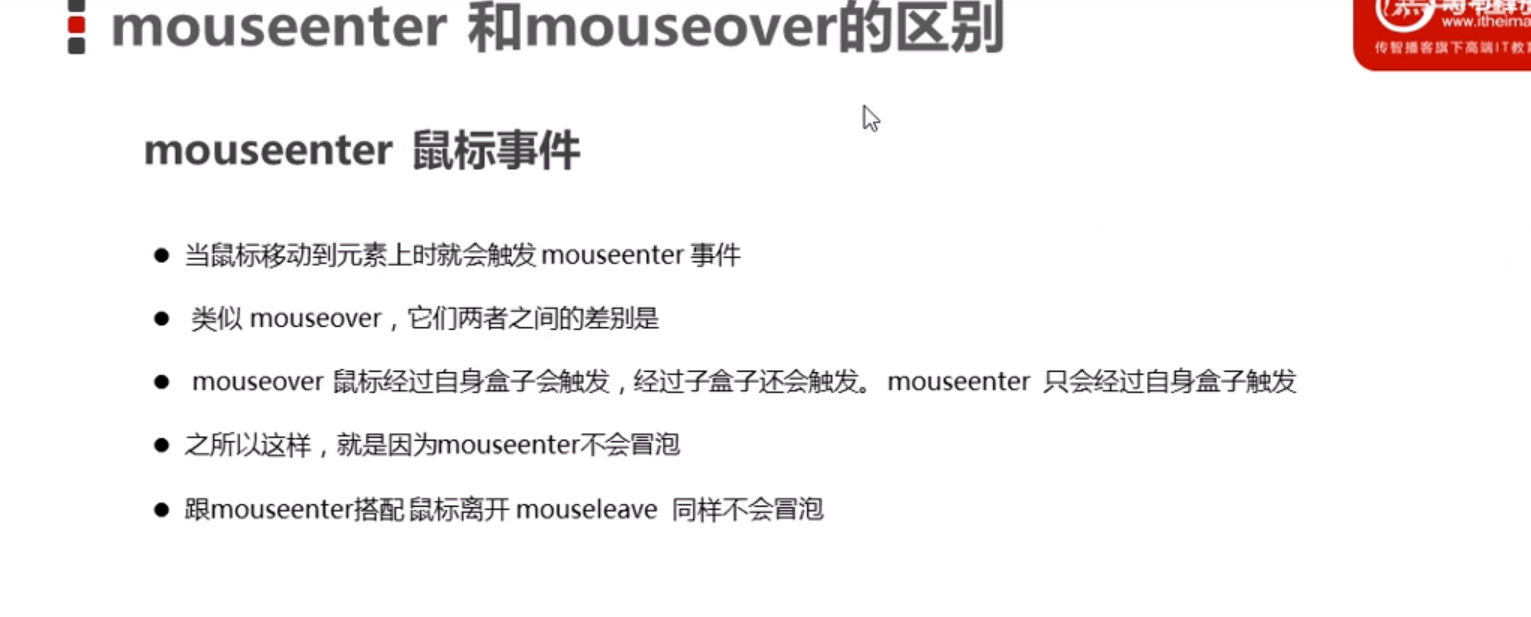 mouseenter 和mouseover的区别
传智播客旗下高端IT教
mouseenter 鼠标事件
● 当鼠标移动到元素上时就会触发 mouseenter 事件
● 类似 mouseover，它们两者之间的差别是
● mouseover 鼠标经过自身盒子会触发，经过子盒子还会触发。 mouseenter 只会经过自身盒子触发
● 之所以这样，就是因为mouseenter不会冒泡
● 跟mouseenter搭配 鼠标离开 mouseleave 同样不会冒泡